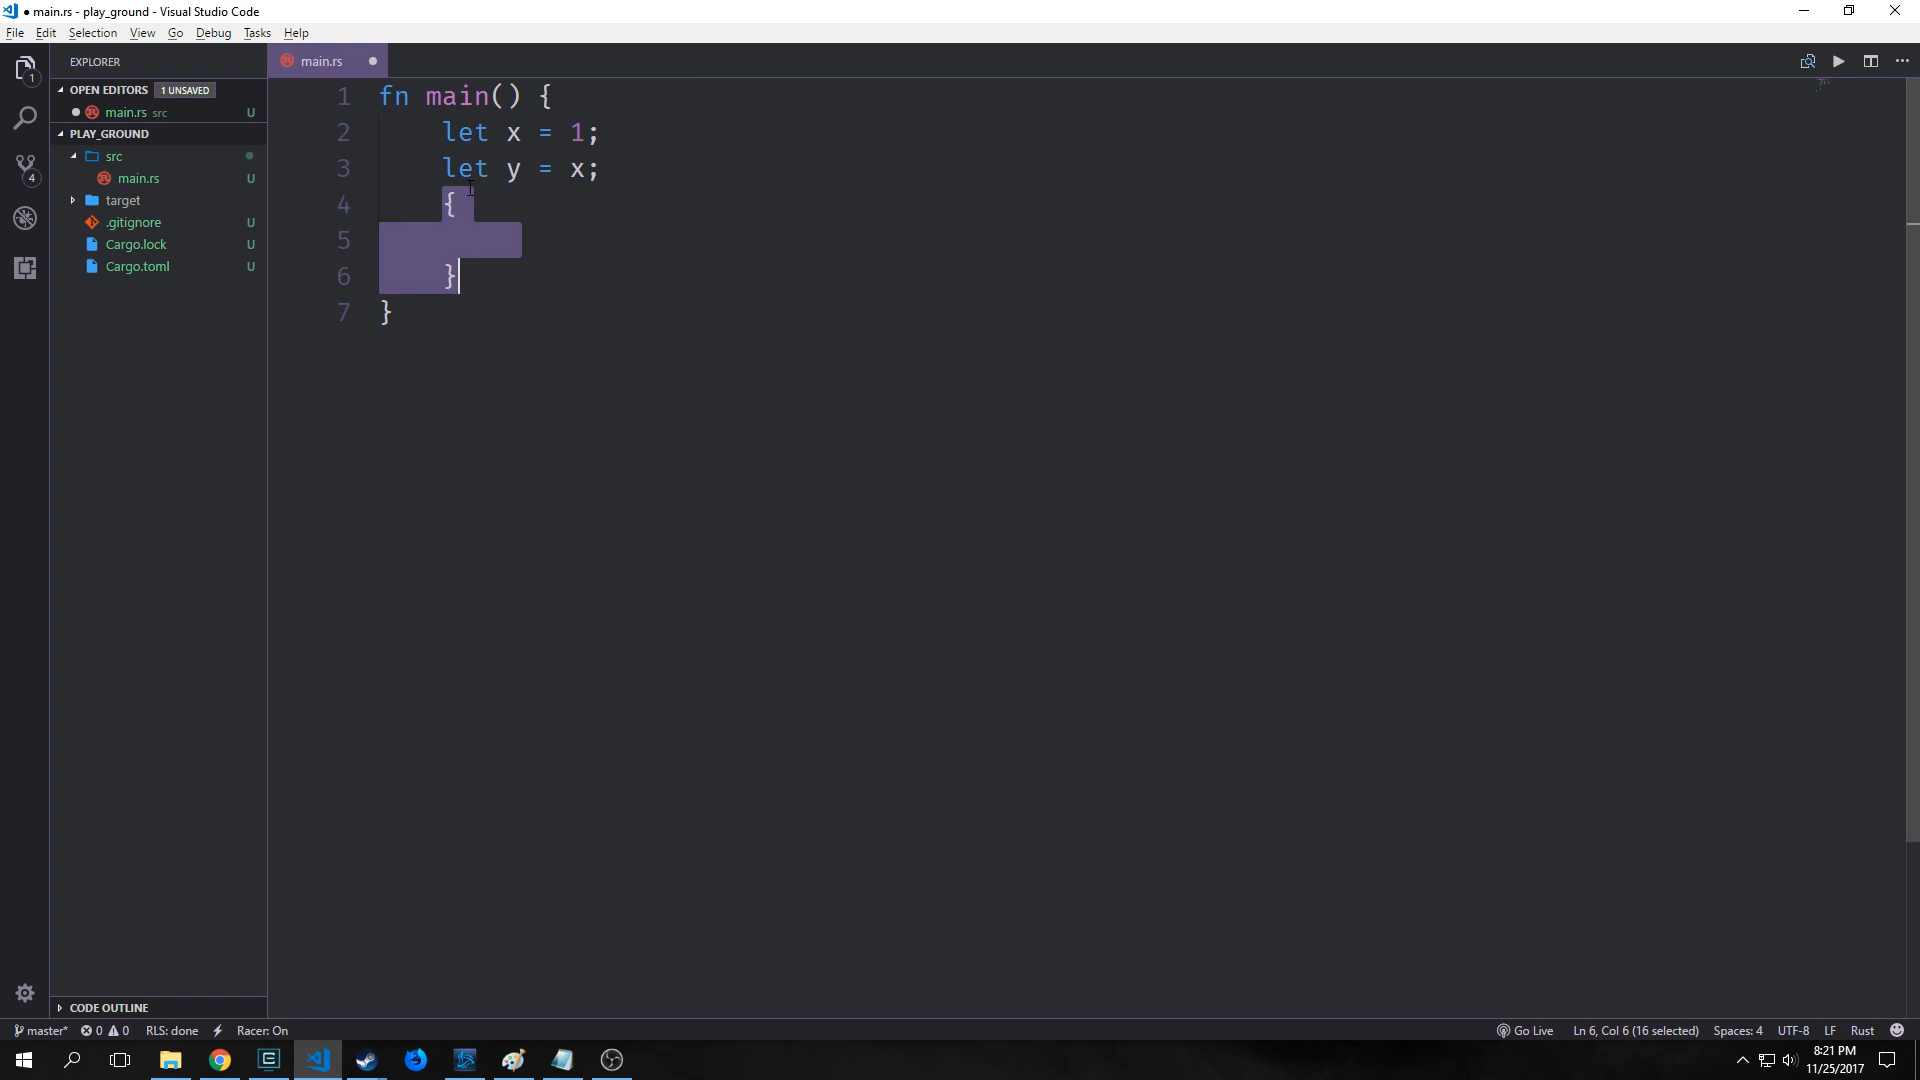 ● main.rs - play_ground - Visual Studio Code
File Edit Selection View Go Debug Tasks Help
EXPLORER
OPEN EDITORS 1 UNSAVED
main.rs src U
PLAY_GROUND
src
main.rs U
target
.gitignore U
Cargo.lock U
Cargo.toml U
CODE OUTLINE
1
4
main.rs
1 fn main() {
2 let x = 1;
3 let y = x;
4 {
5
6 }
7 }
master* 0 0 RLS: done Racer: On
Go Live Ln 6, Col 6 (16 selected) Spaces: 4 UTF-8 LF Rust
8:21 PM
11/25/2017